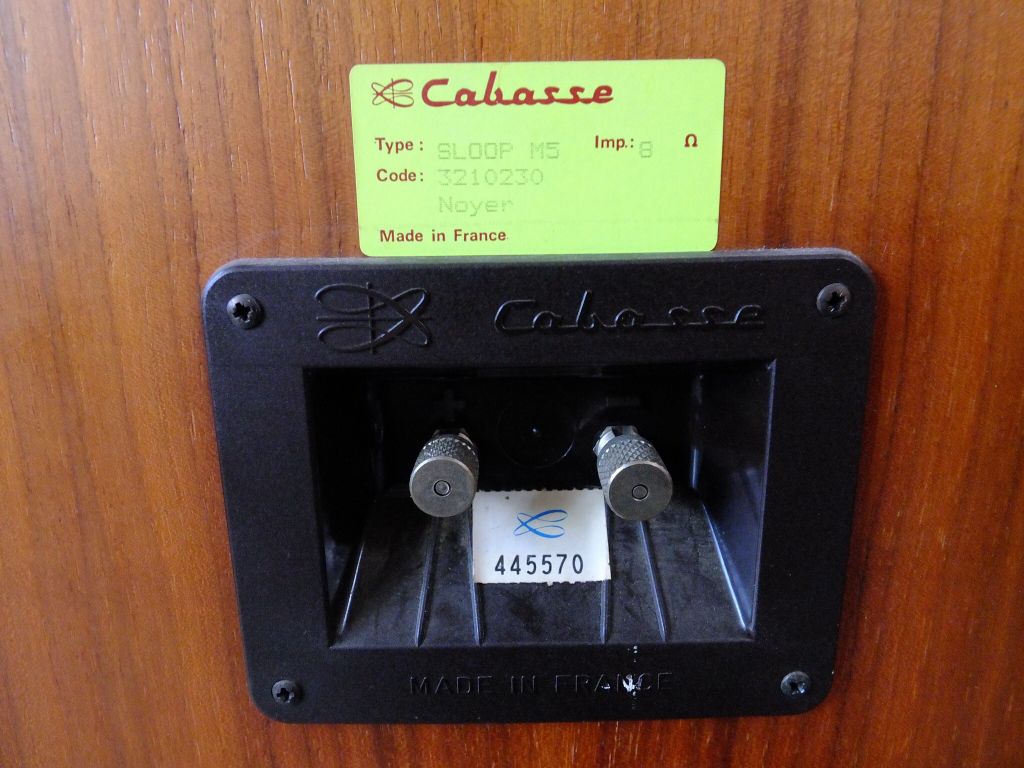 Cabasse
Type: SLOOP M5 Imp.: 8 Ω
Code: 3210230
Noyer
Made in France
Cabasse
+ −
445570
MADE IN FRANCE